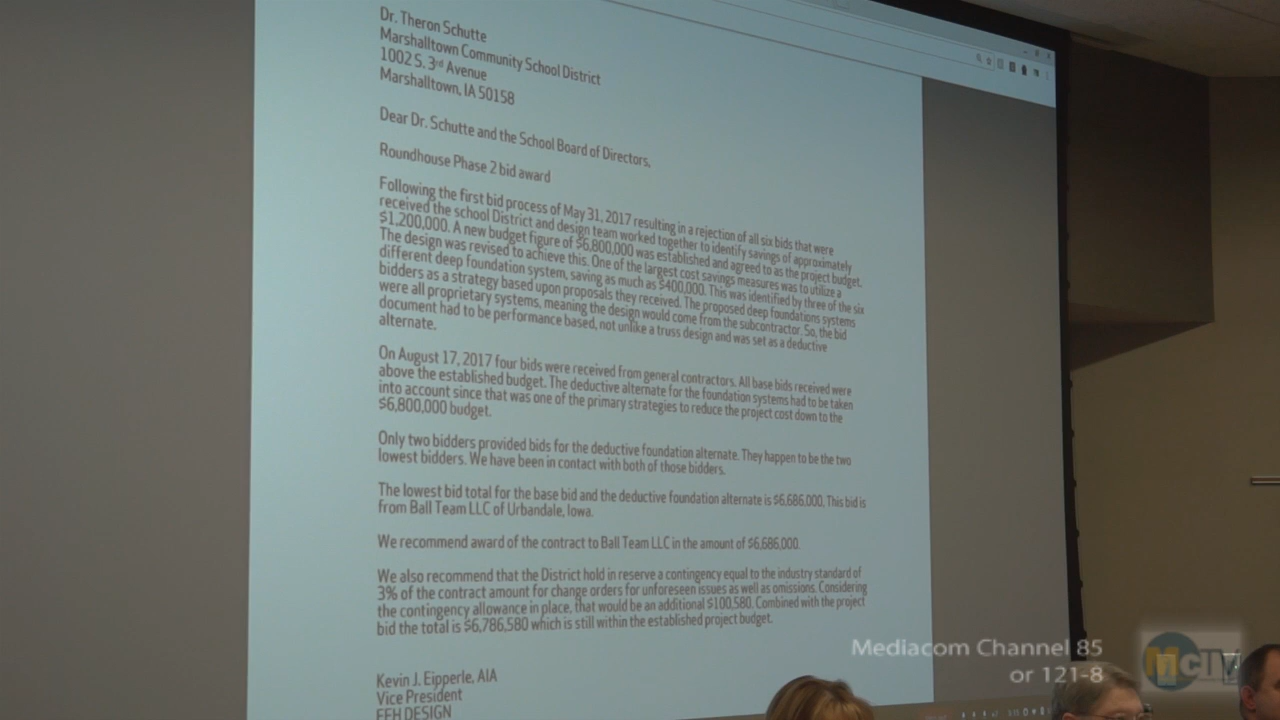 Dr. Theron Schutte
Marshalltown Community School District
1002 S. 3rd Avenue
Marshalltown, IA 50158
Dear Dr. Schutte and the School Board of Directors,
Roundhouse Phase 2 bid award
Following the first bid process of May 31, 2017 resulting in a rejection of all six bids that were
received the school District and design team worked together to identify savings of approximately
$1,200,000. A new budget figure of $6,800,000 was established and agreed to as the project budget.
The design was revised to achieve this. One of the largest cost savings measures was to utilize a
different deep foundation system, saving as much as $400,000. This was identified by three of the six
bidders as a strategy based upon proposals they received. The proposed deep foundations systems
were all proprietary systems, meaning the design would come from the subcontractor. So, the bid
document had to be performance based, not unlike a truss design and was set as a deductive
alternate.
On August 17, 2017 four bids were received from general contractors. All base bids received were
above the established budget. The deductive alternate for the foundation systems had to be taken
into account since that was one of the primary strategies to reduce the project cost down to the
$6,800,000 budget.
Only two bidders provided bids for the deductive foundation alternate. They happen to be the two
lowest bidders. We have been in contact with both of those bidders.
The lowest bid total for the base bid and the deductive foundation alternate is $6,686,000. This bid is
from Ball Team LLC of Urbandale, Iowa.
We recommend award of the contract to Ball Team LLC in the amount of $6,686,000.
We also recommend that the District hold in reserve a contingency equal to the industry standard of
3% of the contract amount for change orders for unforeseen issues as well as omissions. Considering
the contingency allowance in place, that would be an additional $100,580. Combined with the project
bid the total is $6,786,580 which is still within the established project budget.
Kevin J. Eipperle, AIA
Vice President
FEH DESIGN
Mediacom Channel 85
or 121-8
MCTV